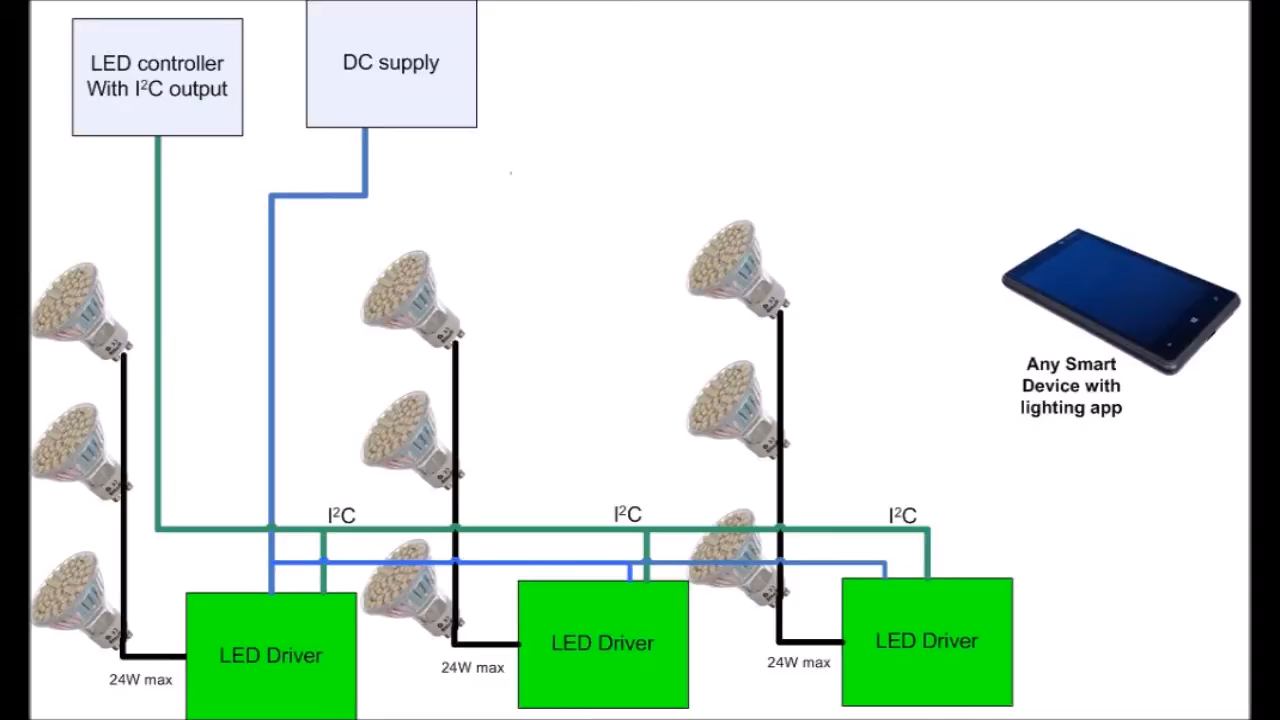 LED controller
With I²C output
DC supply
Any Smart
Device with
lighting app
I²C
I²C
I²C
LED Driver
LED Driver
LED Driver
24W max
24W max
24W max